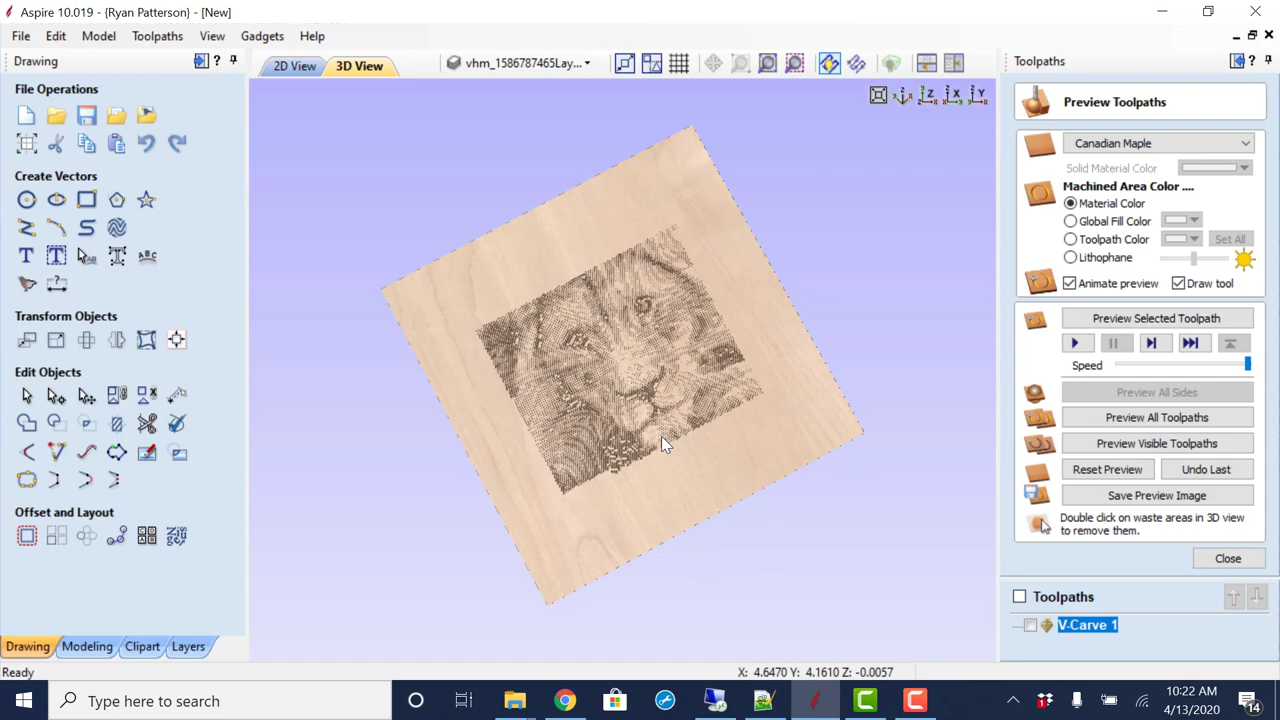 Aspire 10.019 - {Ryan Patterson} - [New]
File Edit Model Toolpaths View Gadgets Help
Drawing ?
2D View 3D View
vhm_1586787465Lay...
Toolpaths ?
Z X Y
File Operations
Create Vectors
Transform Objects
Edit Objects
Offset and Layout
Drawing Modeling Clipart Layers
Preview Toolpaths
Canadian Maple
Solid Material Color
Machined Area Color ....
Material Color
Global Fill Color
Toolpath Color Set All
Lithophane
Animate preview Draw tool
Preview Selected Toolpath
Speed
Preview All Sides
Preview All Toolpaths
Preview Visible Toolpaths
Reset Preview Undo Last
Save Preview Image
Double click on waste areas in 3D view
to remove them.
Close
Toolpaths
V-Carve 1
Ready X: 4.6470 Y: 4.1610 Z: -0.0057
Type here to search
10:22 AM
4/13/2020
14